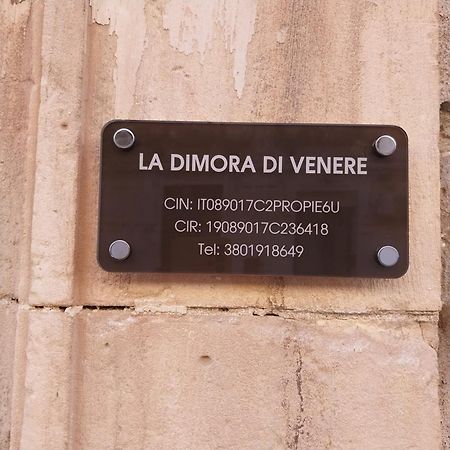 LA DIMORA DI VENERE
CIN: IT089017C2PROPIE6U
CIR: 19089017C236418
Tel: 3801918649